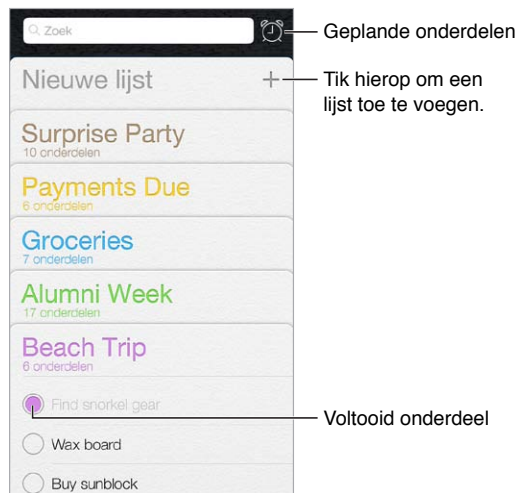 Zoek
Geplande onderdelen
Nieuwe lijst
Tik hierop om een
lijst toe te voegen.
Surprise Party
10 onderdelen
Payments Due
6 onderdelen
Groceries
7 onderdelen
Alumni Week
17 onderdelen
Beach Trip
6 onderdelen
Find snorkel gear
Voltooid onderdeel
Wax board
Buy sunblock